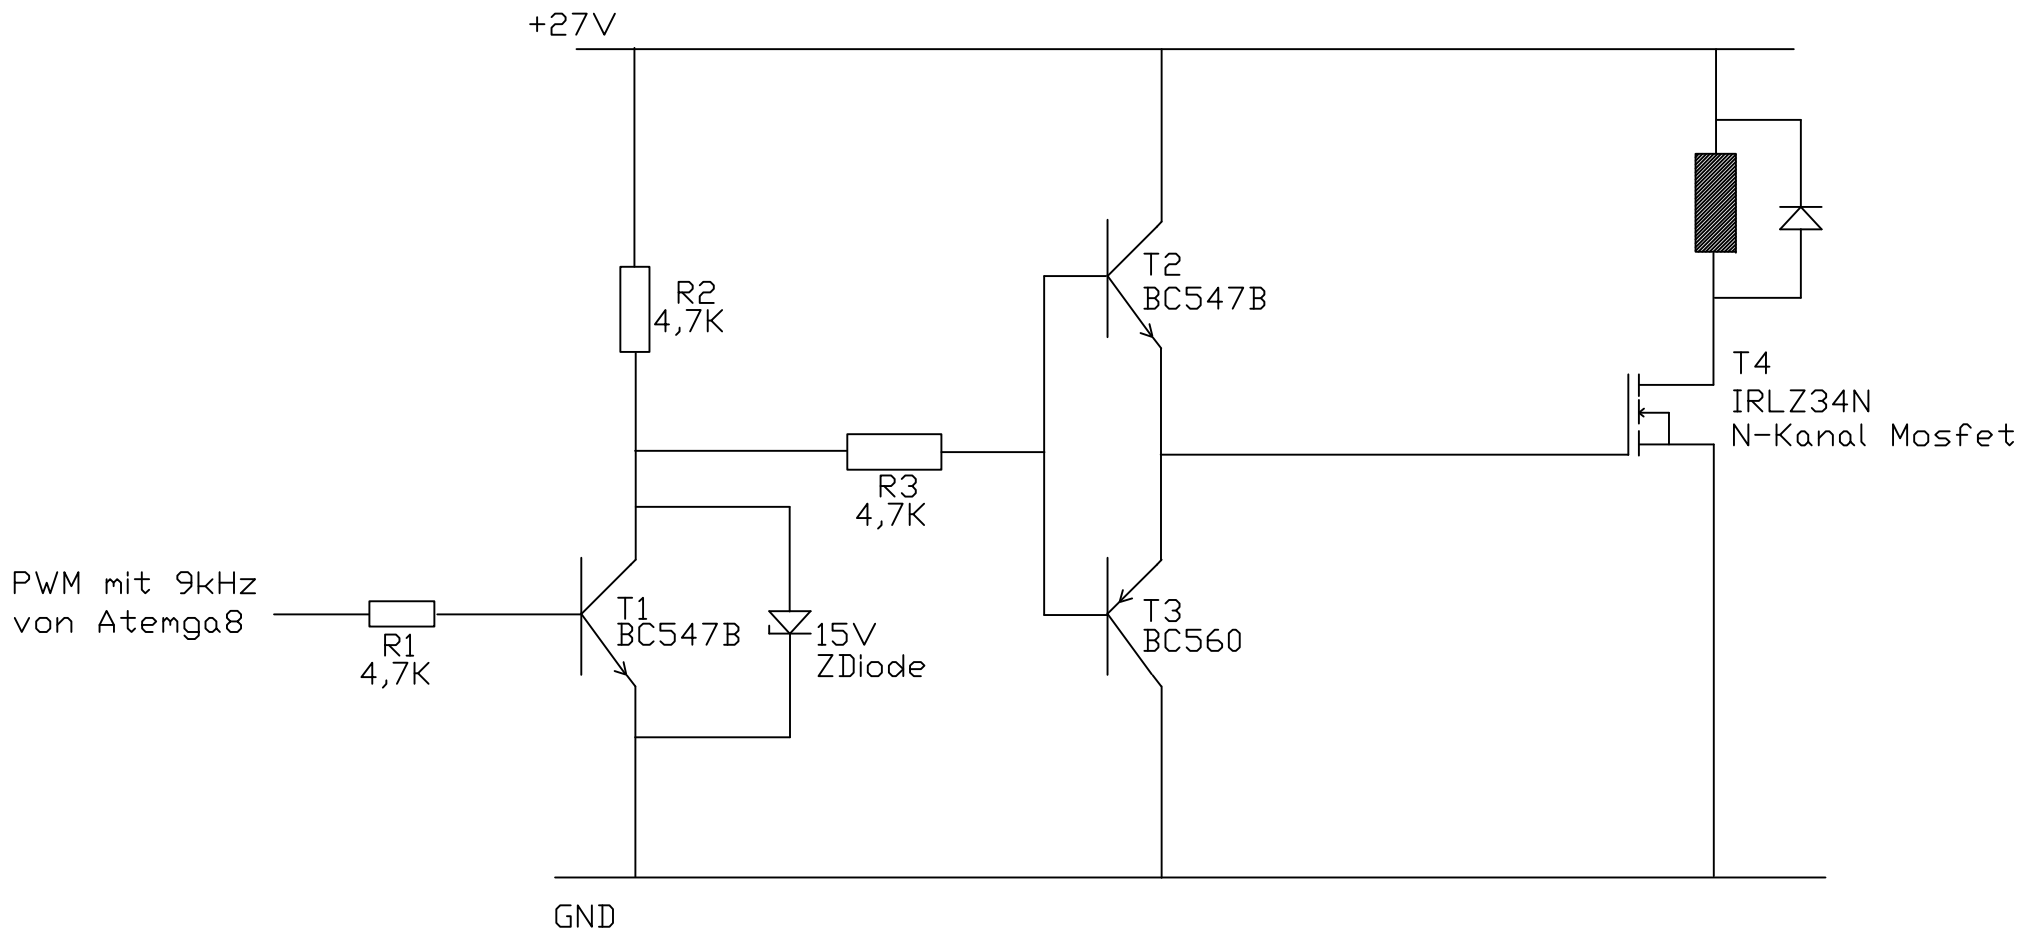 +27V
R2
4,7K
T2
BC547B
T4
IRLZ34N
N-Kanal Mosfet
R3
4,7K
PWM mit 9kHz
von Atemga8
R1
4,7K
T1
BC547B
15V
ZDiode
T3
BC560
GND